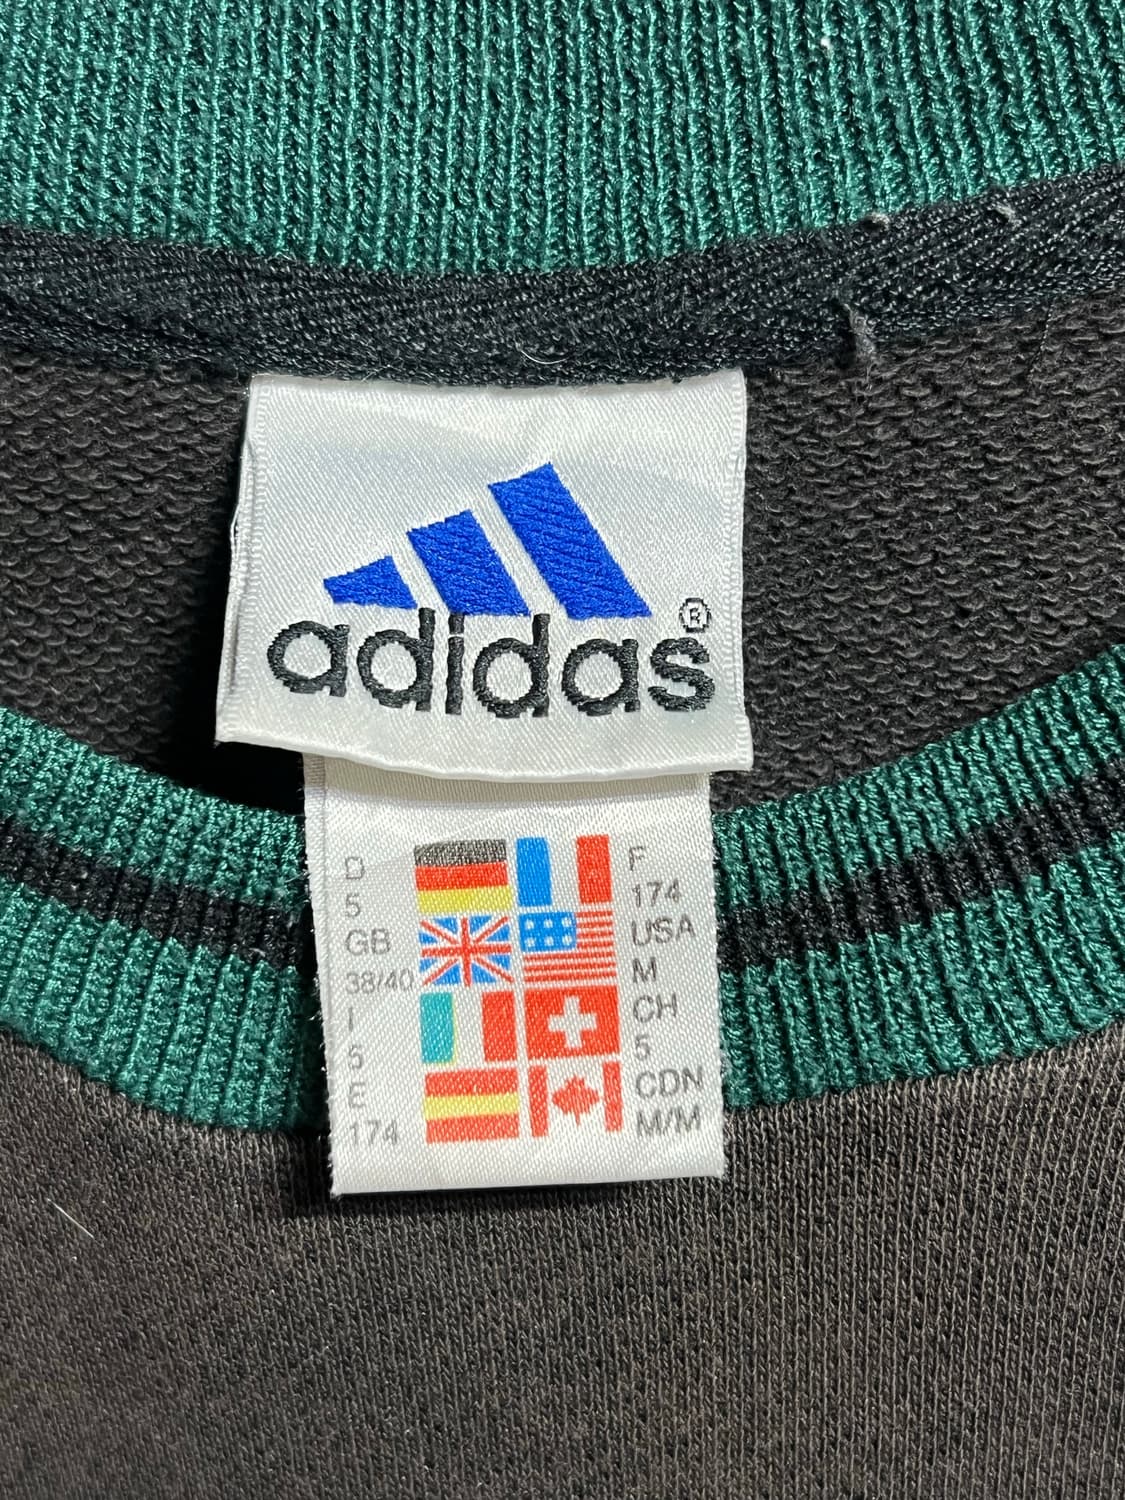 adidas®
D
5
GB
38/40
I
5
E
174
F
174
USA
M
CH
5
CDN
M/M